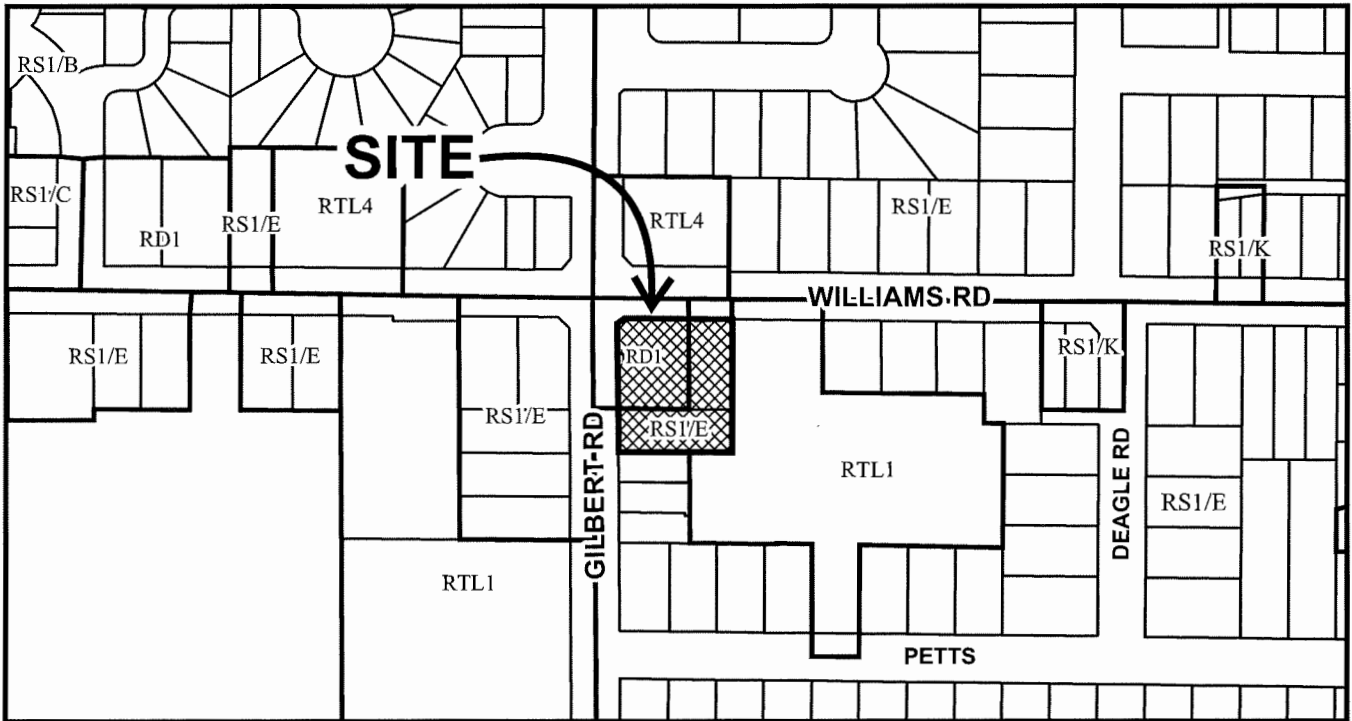 RS1/B
SITE
RS1/C
RD1
RS1/E
RTL4
RTL4
RS1/E
RS1/K
WILLIAMS RD
RS1/E
RS1/E
RS1/E
RD1
RS1/E
RS1/K
GILBERT RD
RTL1
DEAGLE RD
RS1/E
RTL1
PETTS